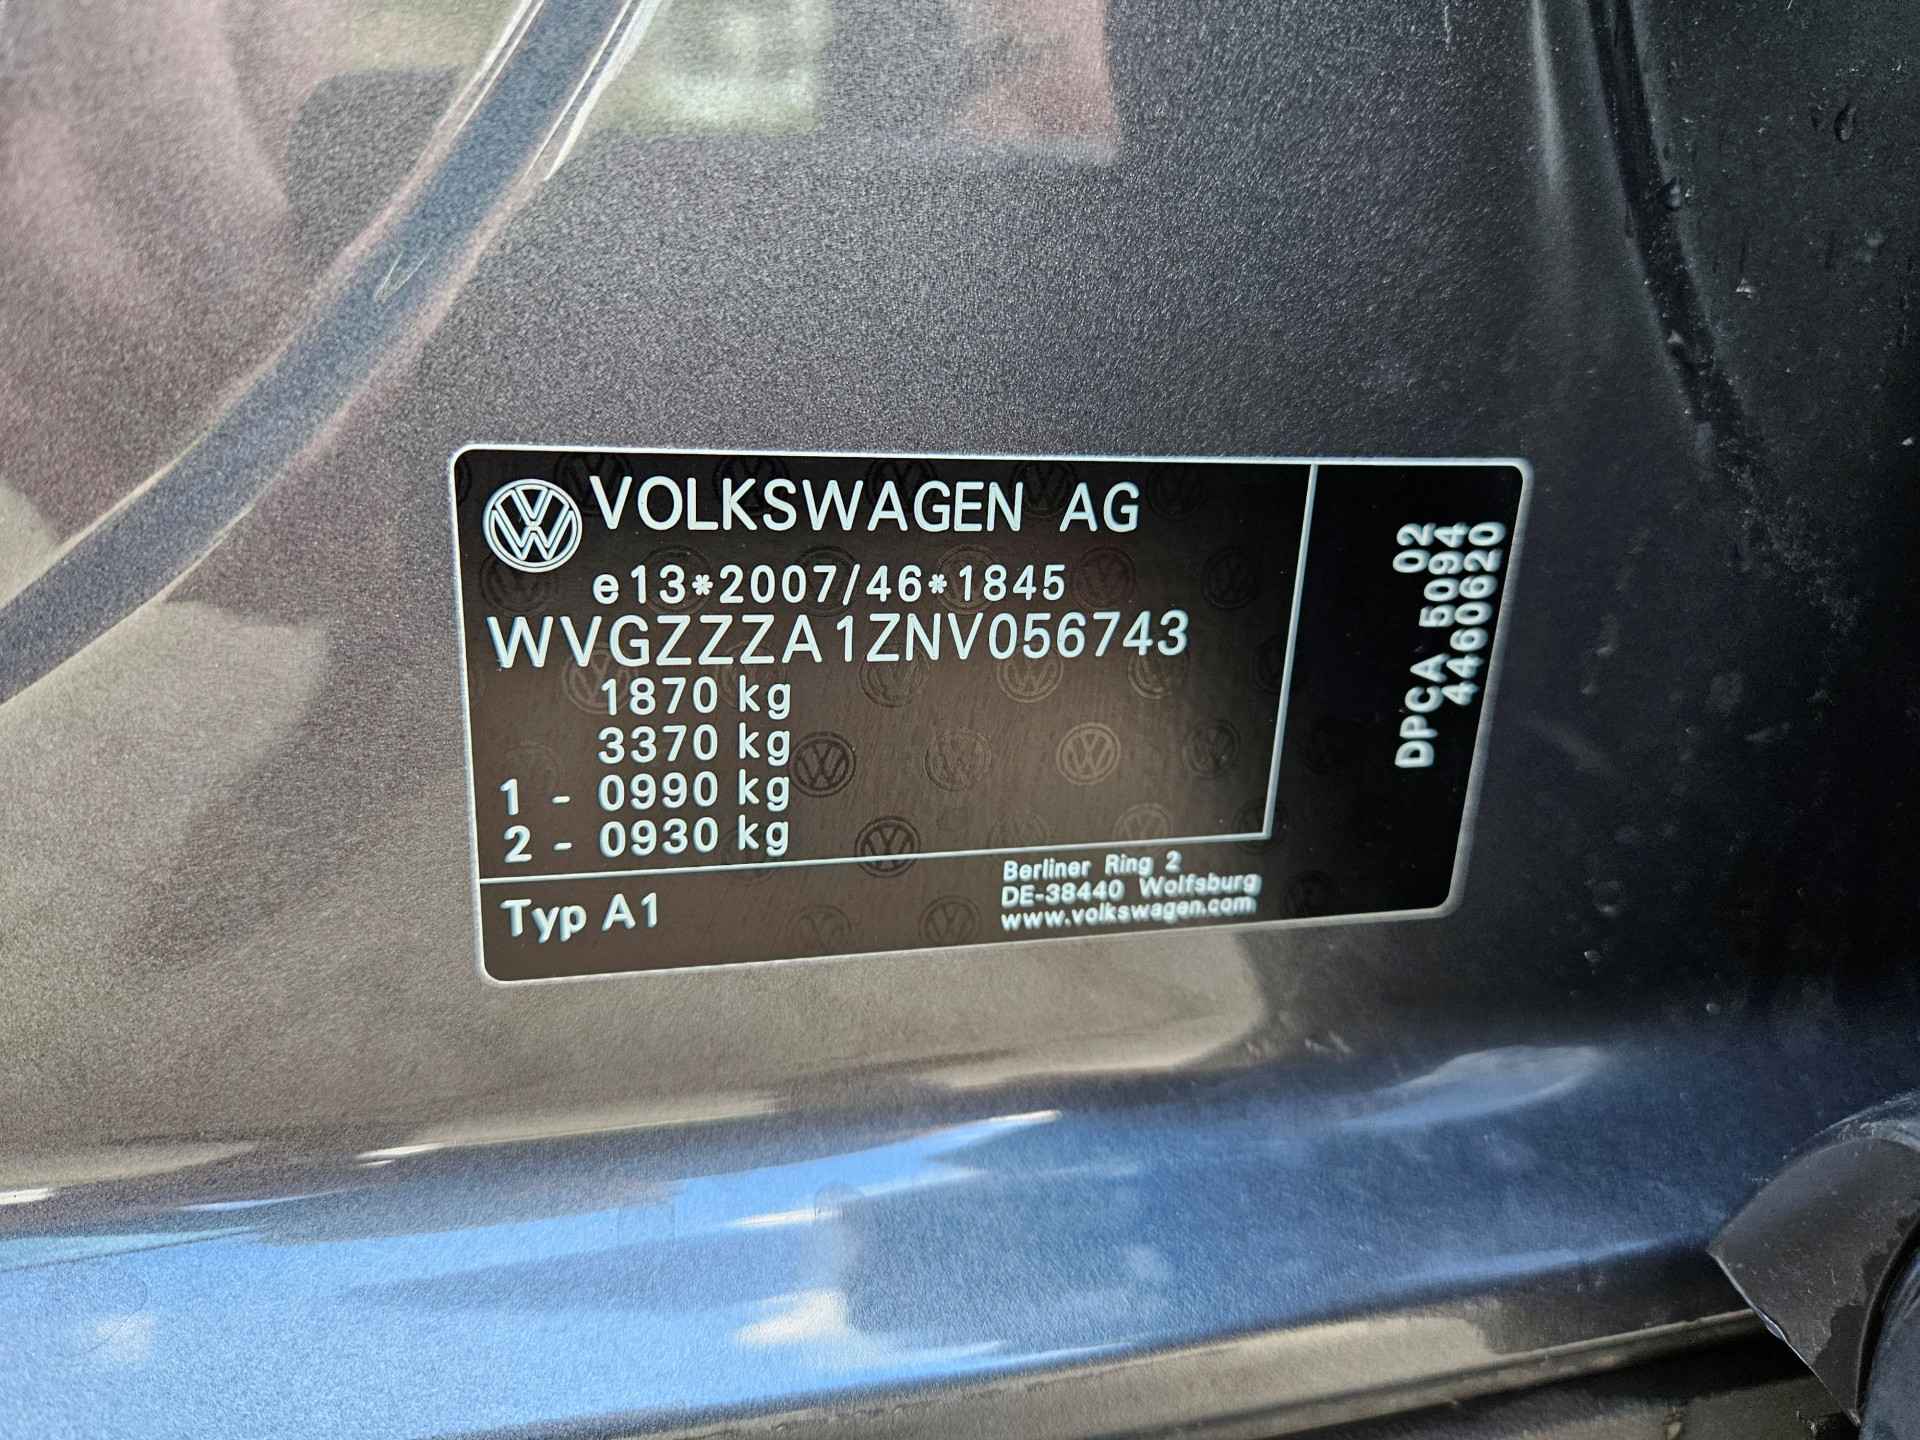 VOLKSWAGEN AG
e13*2007/46*1845
WVGZZZA1ZNV056743
1870 kg
3370 kg
1 - 0990 kg
2 - 0930 kg
Typ A1
Berliner Ring 2
DE-38440 Wolfsburg
www.volkswagen.com
02
DPCA 5094
4460620